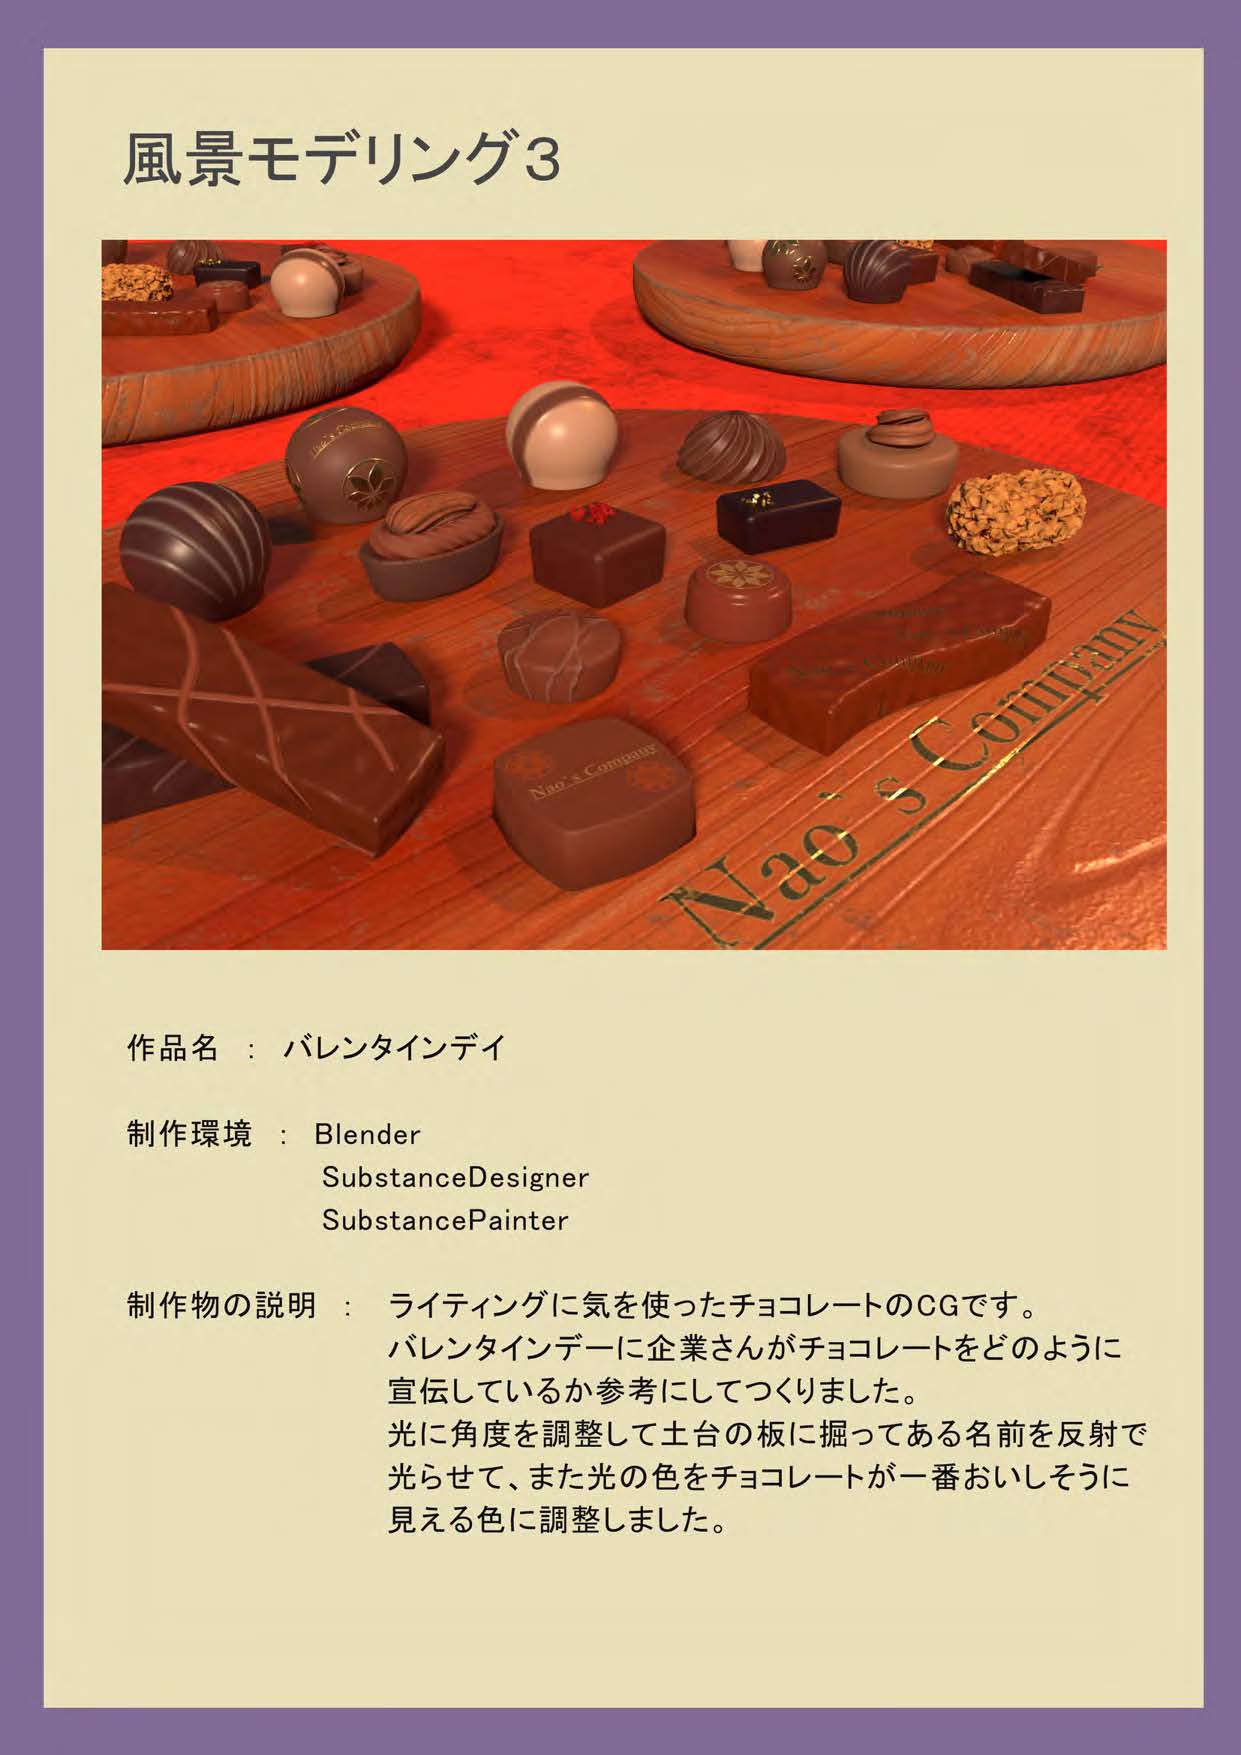 風景モデリング3
Nao's Company
Nao's Company
Nao's Company
作品名 ： バレンタインデイ
制作環境 ： Blender
SubstanceDesigner
SubstancePainter
制作物の説明 ： ライティングに気を使ったチョコレートのCGです。
バレンタインデーに企業さんがチョコレートをどのように
宣伝しているか参考にしてつくりました。
光に角度を調整して土台の板に掘ってある名前を反射で
光らせて、また光の色をチョコレートが一番おいしそうに
見える色に調整しました。